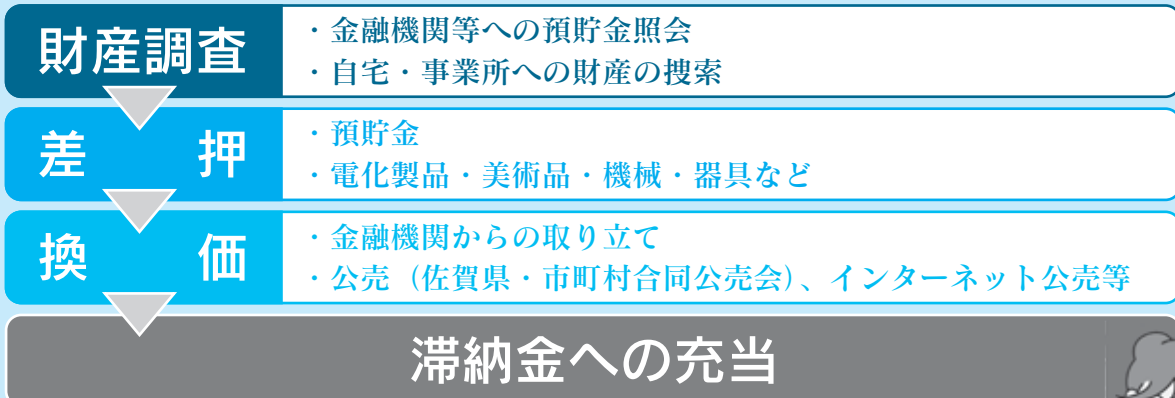 財産調査
・金融機関等への預貯金照会
・自宅・事業所への財産の捜索
差 押
・預貯金
・電化製品・美術品・機械・器具など
換 価
・金融機関からの取り立て
・公売（佐賀県・市町村合同公売会）、インターネット公売等
滞納金への充当